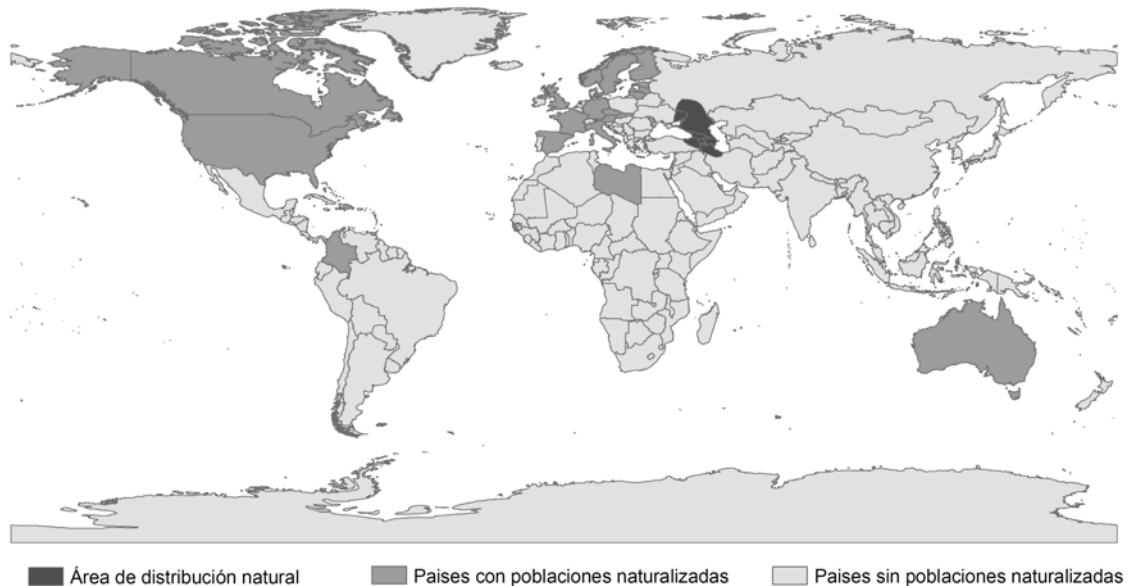 Área de distribución natural Paises con poblaciones naturalizadas Paises sin poblaciones naturalizadas